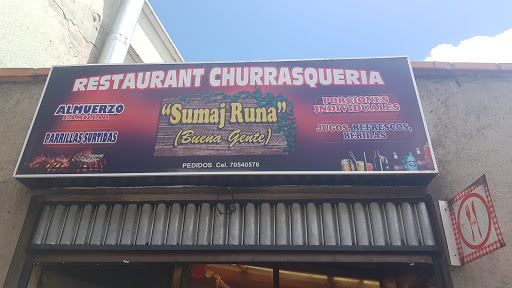 RESTAURANT CHURRASQUERIA
ALMUERZO
FAMILIAR
PARRILLAS SURTIDAS
"Sumaj Runa"
(Buena Gente)
PEDIDOS Cel. 70540576
PORCIONES
INDIVIDUALES
JUGOS, REFRESCOS,
BEBIDAS